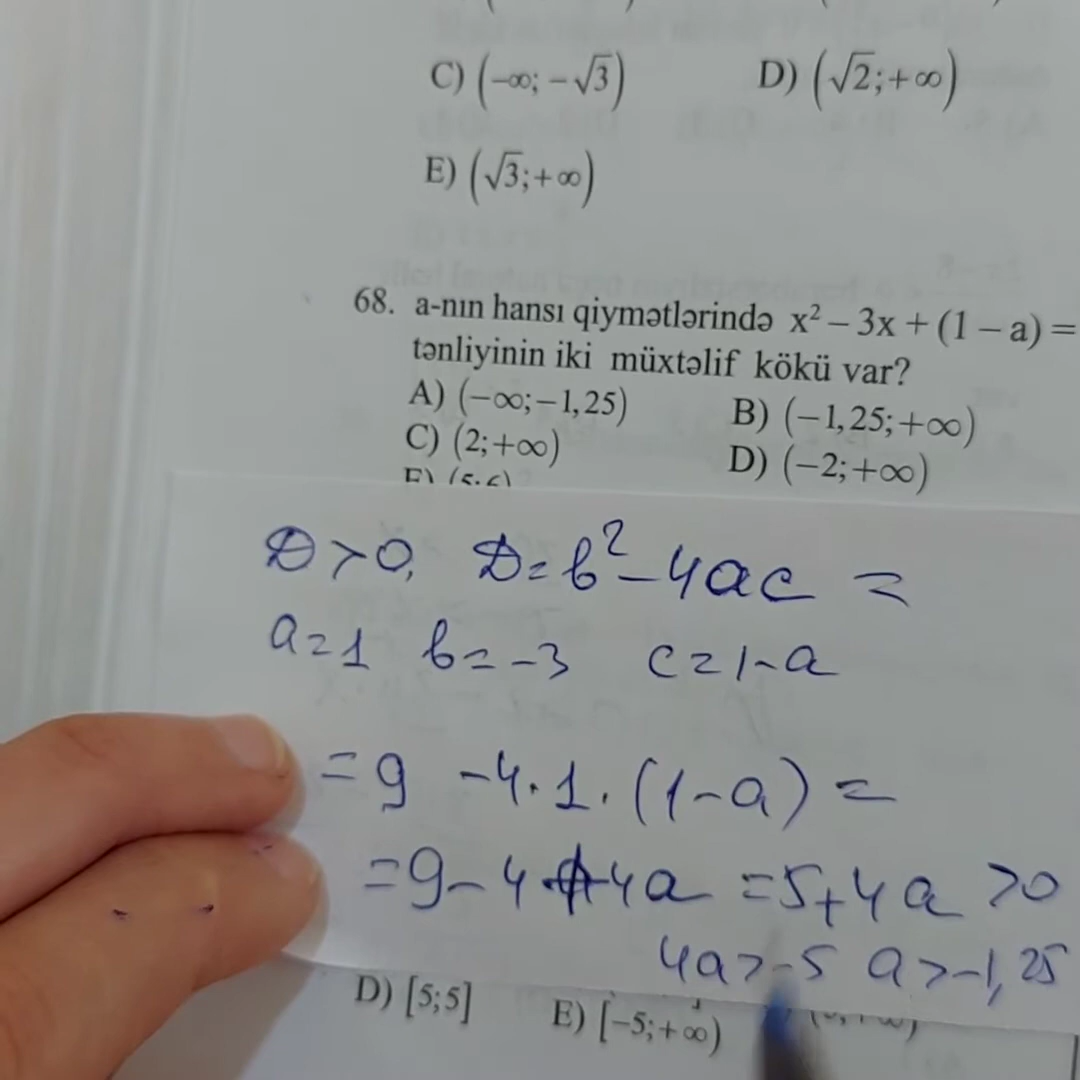 C) (−∞; −√3) D) (√2;+∞)
E) (√3;+∞)
68. a-nın hansı qiymətlərində x² − 3x + (1 − a) =
tənliyinin iki müxtəlif kökü var?
A) (−∞;−1,25) B) (−1,25;+∞)
C) (2;+∞) D) (−2;+∞)
E) (5;6)
D>0, D=b²−4ac =
a=1 b=−3 c=1−a
=9 −4·1·(1−a)=
=9−4+4a =5+4a >0
4a>−5 a>−1,25
D) [5;5] E) [−5;+∞)